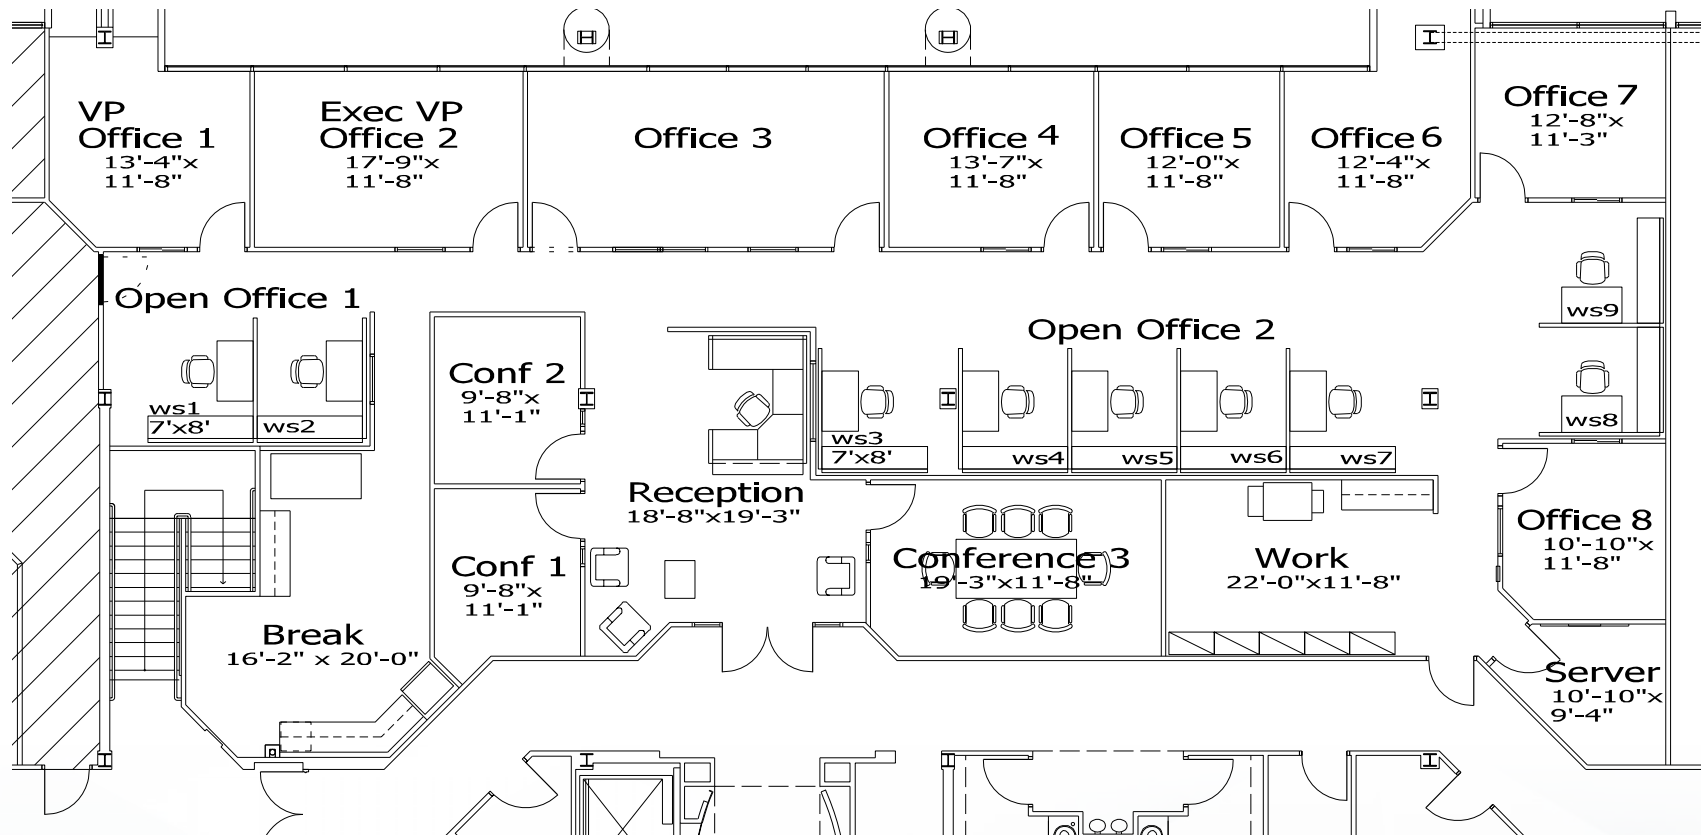 VP
Office 1
13'-4"x
11'-8"
Exec VP
Office 2
17'-9"x
11'-8"
Office 3
Office 4
13'-7"x
11'-8"
Office 5
12'-0"x
11'-8"
Office 6
12'-4"x
11'-8"
Office 7
12'-8"x
11'-3"
Open Office 1
ws1
7'x8'
ws2
Conf 2
9'-8"x
11'-1"
Open Office 2
ws3
7'x8'
ws4
ws5
ws6
ws7
ws9
ws8
Reception
18'-8"x19'-3"
Conf 1
9'-8"x
11'-1"
Conference 3
19'-3"x11'-8"
Work
22'-0"x11'-8"
Office 8
10'-10"x
11'-8"
Break
16'-2" x 20'-0"
Server
10'-10"x
9'-4"